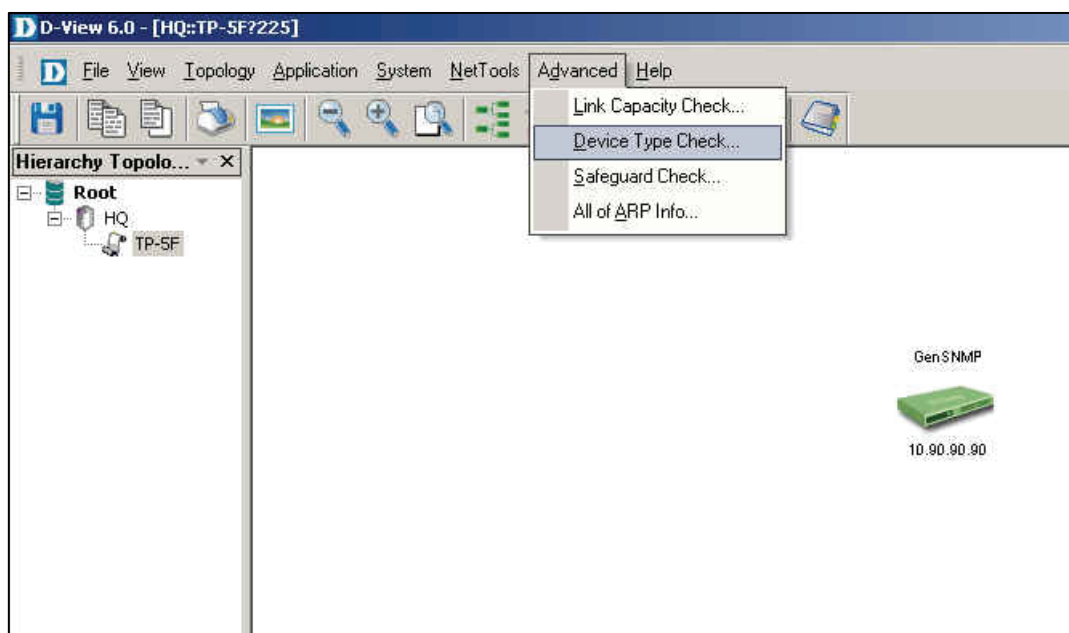 D-View 6.0 - [HQ::TP-5F?225]
File View Topology Application System NetTools Advanced Help
Link Capacity Check...
Device Type Check...
Safeguard Check...
All of ARP Info...
Hierarchy Topolo...
Root
HQ
TP-5F
GenSNMP
10.90.90.90